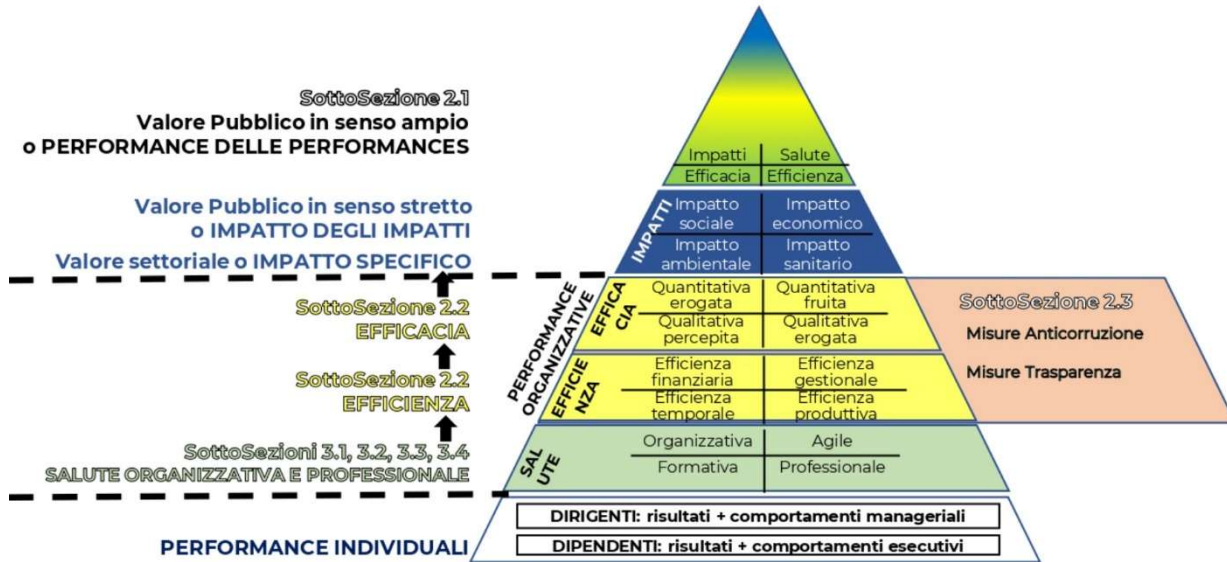 SottoSezione 2.1
Valore Pubblico in senso ampio
o PERFORMANCE DELLE PERFORMANCES
Impatti
Salute
Efficacia
Efficienza
Valore Pubblico in senso stretto
o IMPATTO DEGLI IMPATTI
Valore settoriale o IMPATTO SPECIFICO
IMPATTI
Impatto
sociale
Impatto
economico
Impatto
ambientale
Impatto
sanitario
SottoSezione 2.2
EFFICACIA
SottoSezione 2.2
EFFICIENZA
SottoSezioni 3.1, 3.2, 3.3, 3.4
SALUTE ORGANIZZATIVA E PROFESSIONALE
PERFORMANCE
ORGANIZZATIVE
EFFICA
CIA
Quantitativa
erogata
Quantitativa
fruita
Qualitativa
percepita
Qualitativa
erogata
EFFICIE
NZA
Efficienza
finanziaria
Efficienza
gestionale
Efficienza
temporale
Efficienza
produttiva
SAL
UTE
Organizzativa
Agile
Formativa
Professionale
SottoSezione 2.3
Misure Anticorruzione
Misure Trasparenza
PERFORMANCE INDIVIDUALI
DIRIGENTI: risultati + comportamenti manageriali
DIPENDENTI: risultati + comportamenti esecutivi